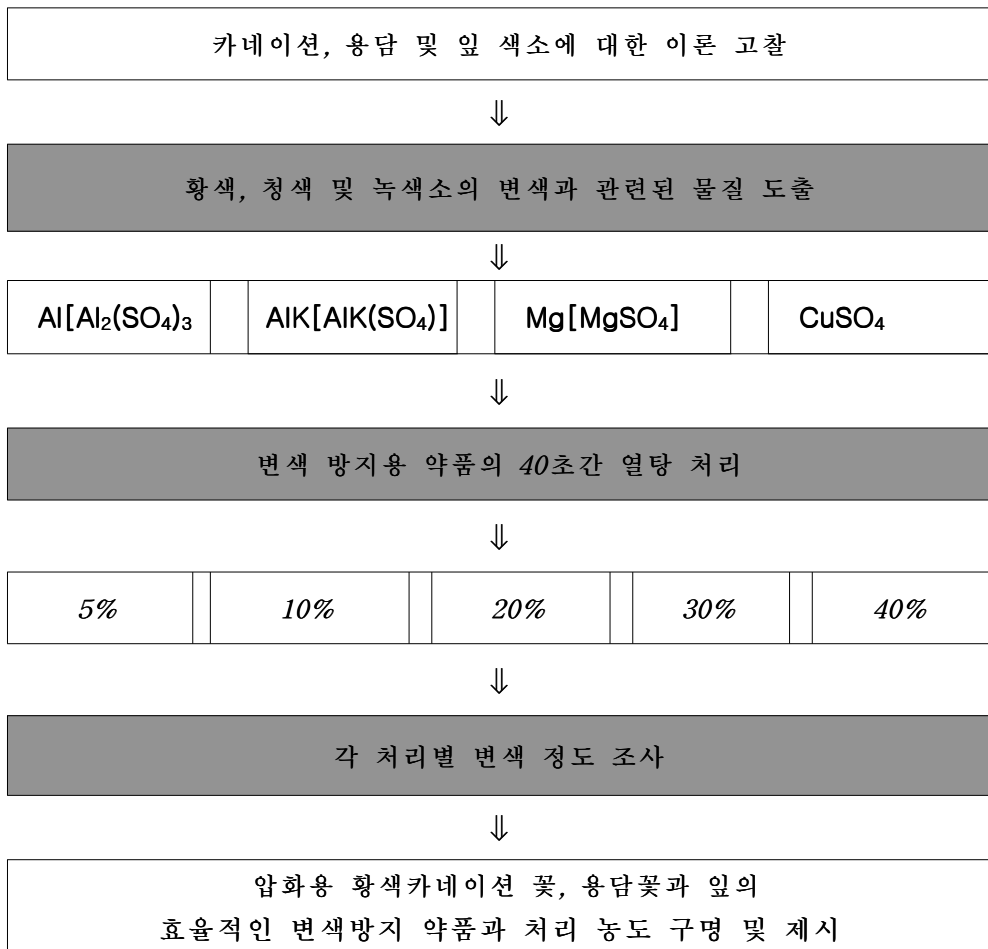 카네이션, 용담 및 잎 색소에 대한 이론 고찰
⇓
황색, 청색 및 녹색소의 변색과 관련된 물질 도출
⇓
Al[Al₂(SO₄)₃ AlK[AlK(SO₄)] Mg[MgSO₄] CuSO₄
⇓
변색 방지용 약품의 40초간 열탕 처리
⇓
5% 10% 20% 30% 40%
⇓
각 처리별 변색 정도 조사
⇓
압화용 황색카네이션 꽃, 용담꽃과 잎의
효율적인 변색방지 약품과 처리 농도 구명 및 제시